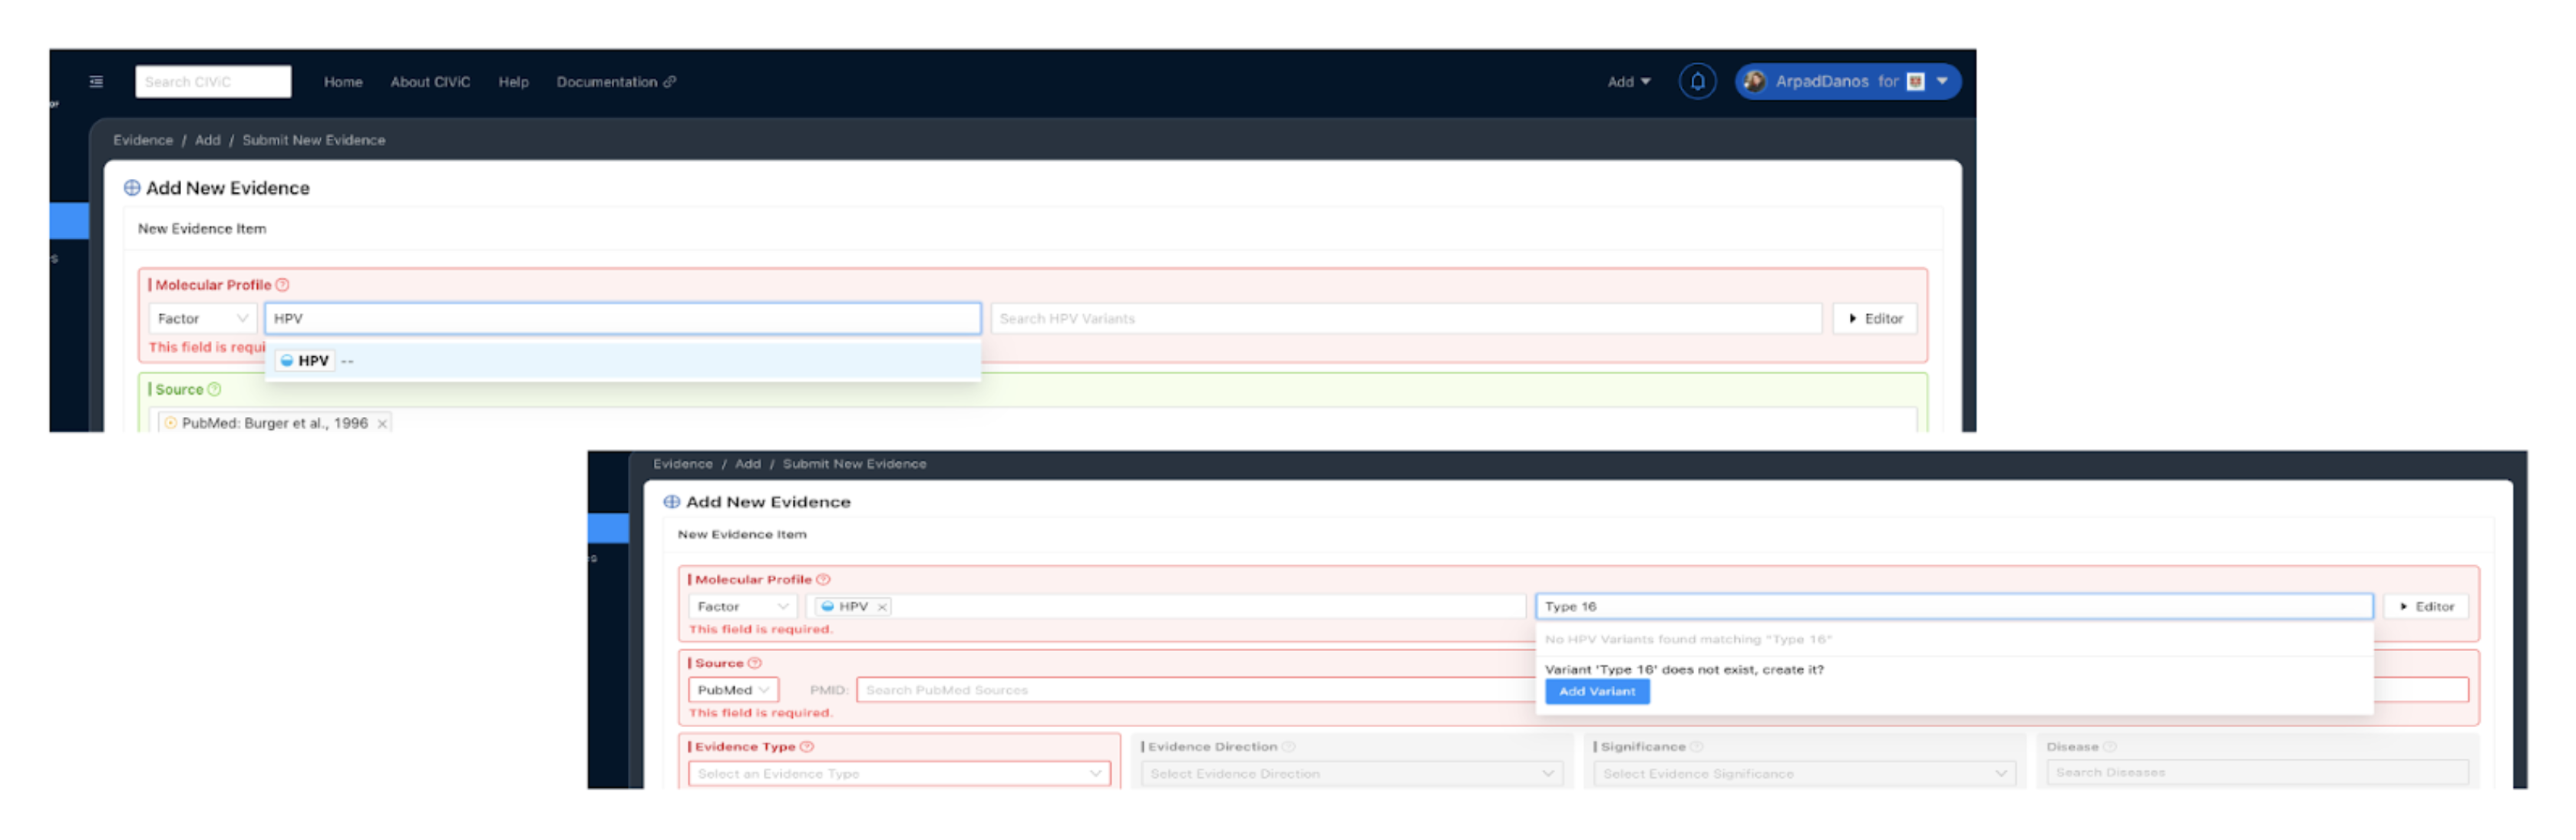 Search CIViC Home About CIViC Help Documentation Add ArpadDanos for
Evidence / Add / Submit New Evidence
Add New Evidence
New Evidence Item
Molecular Profile
Factor HPV Search HPV Variants Editor
This field is requi
HPV --
Source
PubMed: Burger et al., 1996
Evidence / Add / Submit New Evidence
Add New Evidence
New Evidence Item
Molecular Profile
Factor HPV Type 16 Editor
This field is required.
No HPV Variants found matching "Type 16"
Source
Variant 'Type 16' does not exist, create it?
PubMed PMID: Search PubMed Sources Add Variant
This field is required.
Evidence Type Evidence Direction Significance Disease
Select an Evidence Type Select Evidence Direction Select Evidence Significance Search Diseases